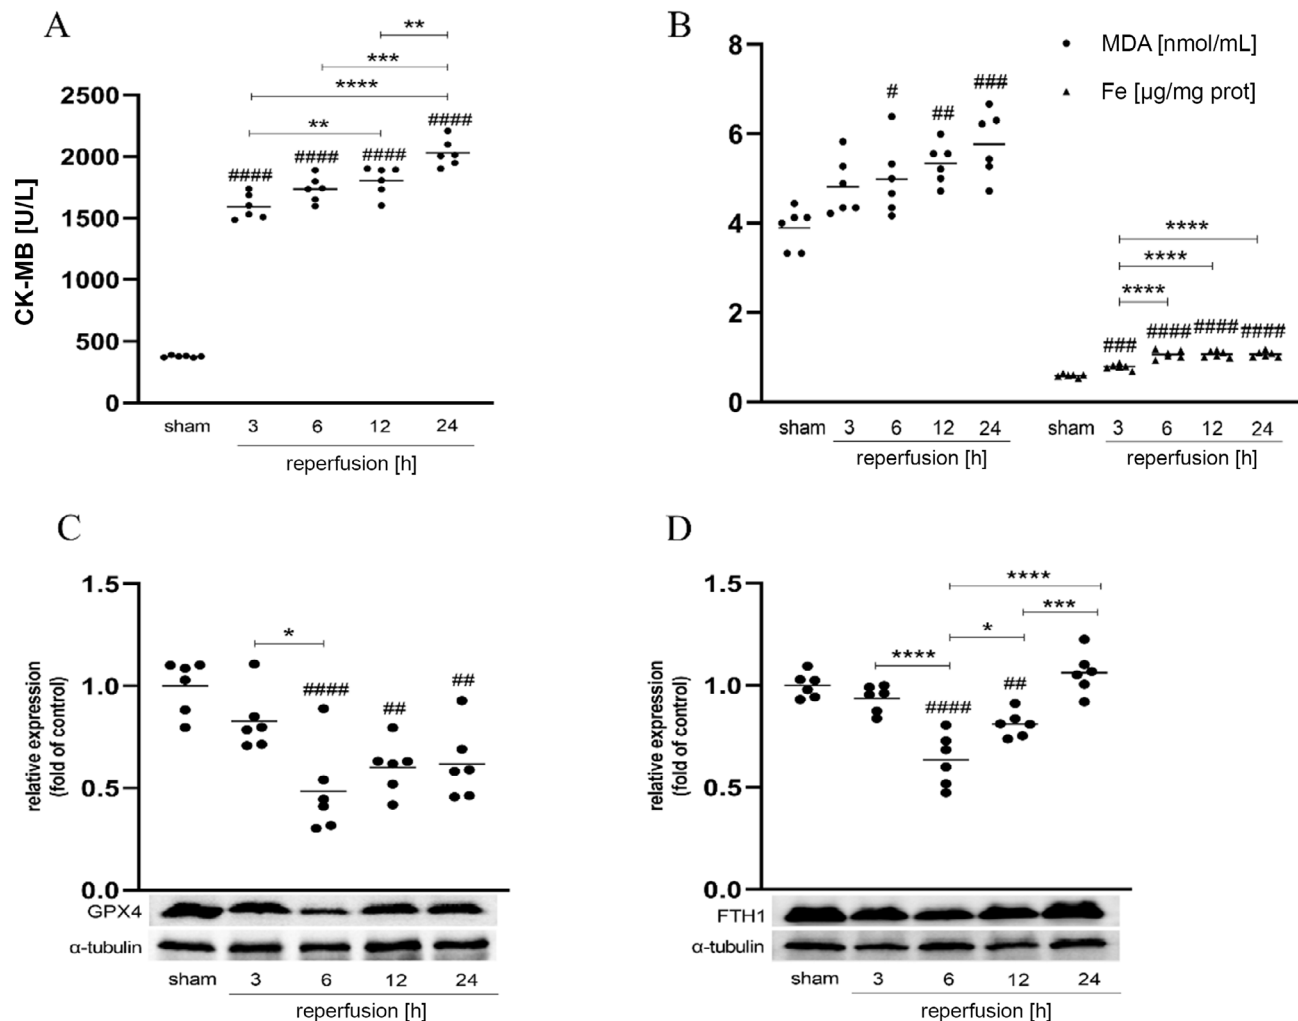 A
**
***
****
**
2500
2000
1500
1000
500
0
CK-MB [U/L]
####
####
####
####
sham
3
6
12
24
reperfusion [h]
B
8
6
4
2
0
MDA [nmol/mL]
Fe [µg/mg prot]
#
##
###
****
****
****
###
####
####
####
sham
3
6
12
24
sham
3
6
12
24
reperfusion [h]
reperfusion [h]
C
1.5
1.0
0.5
0.0
relative expression
(fold of control)
*
####
##
##
GPX4
α-tubulin
sham
3
6
12
24
reperfusion [h]
D
1.5
1.0
0.5
0.0
relative expression
(fold of control)
****
***
*
****
####
##
FTH1
α-tubulin
sham
3
6
12
24
reperfusion [h]